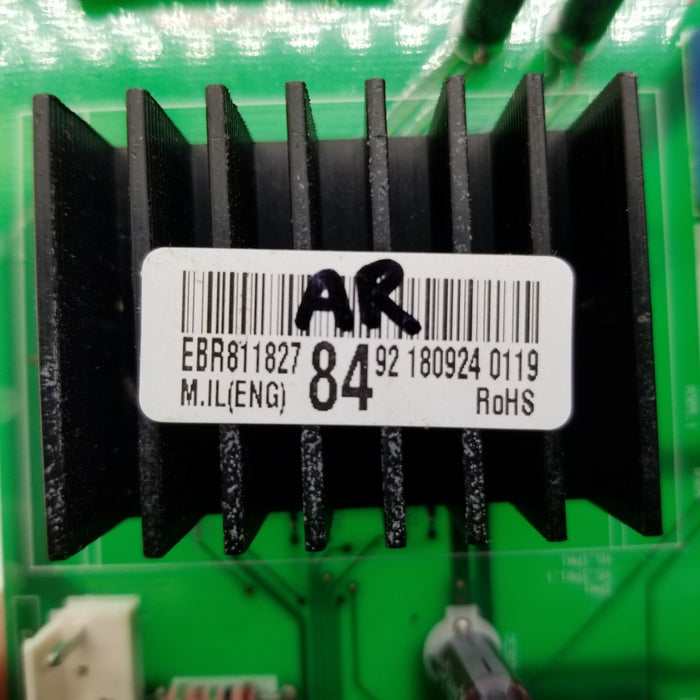 AR
EBR811827 84 92 180924 0119
M.IL(ENG) RoHS